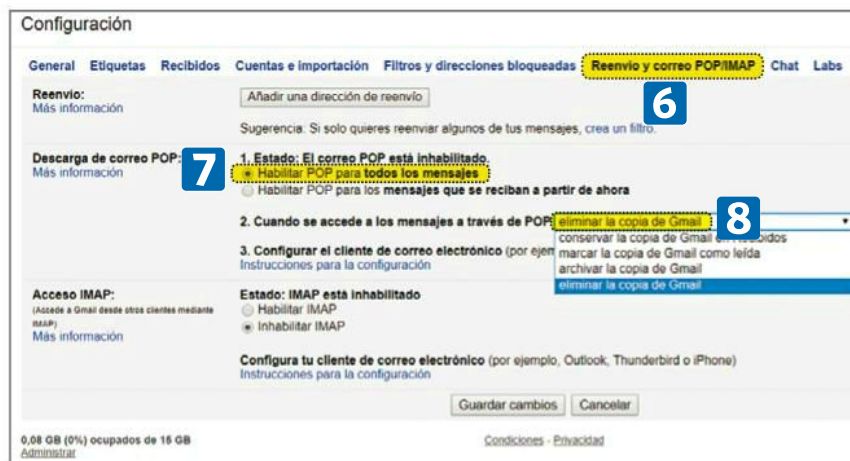 Configuración
General Etiquetas Recibidos Cuentas e importación Filtros y direcciones bloqueadas Reenvío y correo POP/IMAP Chat Labs
6
Reenvío:
Más información
Añadir una dirección de reenvío
Sugerencia: Si solo quieres reenviar algunos de tus mensajes, crea un filtro.
Descarga de correo POP:
Más información
7
1. Estado: El correo POP está inhabilitado.
Habilitar POP para todos los mensajes
Habilitar POP para los mensajes que se reciban a partir de ahora
2. Cuando se accede a los mensajes a través de POP: eliminar la copia de Gmail
8
conservar la copia de Gmail en Recibidos
marcar la copia de Gmail como leída
archivar la copia de Gmail
eliminar la copia de Gmail
3. Configurar el cliente de correo electrónico (por ejem
Instrucciones para la configuración
Acceso IMAP:
(Accede a Gmail desde otros clientes mediante
IMAP)
Más información
Estado: IMAP está inhabilitado
Habilitar IMAP
Inhabilitar IMAP
Configura tu cliente de correo electrónico (por ejemplo, Outlook, Thunderbird o iPhone)
Instrucciones para la configuración
Guardar cambios Cancelar
0,08 GB (0%) ocupados de 15 GB
Administrar
Condiciones - Privacidad